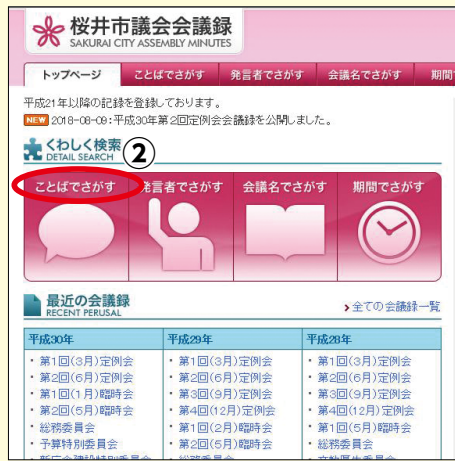 桜井市議会会議録
SAKURAI CITY ASSEMBLY MINUTES
トップページ ことばでさがす 発言者でさがす 会議名でさがす 期間
平成21年以降の記録を登録しております。
NEW 2018-08-09:平成30年第2回定例会会議録を公開しました。
くわしく検索
DETAIL SEARCH
②
ことばでさがす 発言者でさがす 会議名でさがす 期間でさがす
最近の会議録
RECENT PERUSAL
全ての会議録一覧
平成30年 平成29年 平成28年
・第1回(3月)定例会 ・第1回(3月)定例会 ・第1回(3月)定例会
・第2回(6月)定例会 ・第2回(6月)定例会 ・第2回(6月)定例会
・第1回(1月)臨時会 ・第3回(9月)定例会 ・第3回(9月)定例会
・第2回(5月)臨時会 ・第4回(12月)定例会 ・第4回(12月)定例会
・総務委員会 ・第1回(2月)臨時会 ・第1回(5月)臨時会
・予算特別委員会 ・第2回(5月)臨時会 ・総務委員会